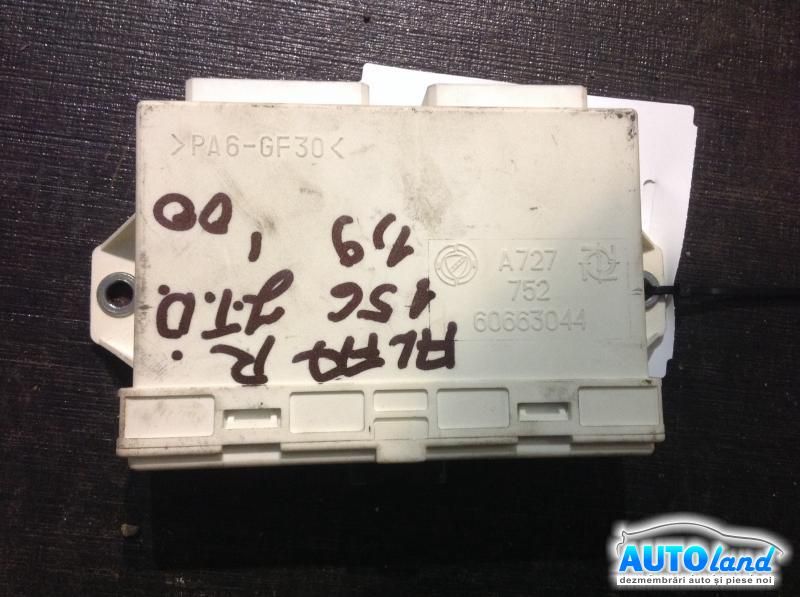 >PA6-GF30<
A727
752
60663044
ALFA R.
156 J.T.D.
1,9
, 00
AUTOland
dezmembrări auto și piese noi